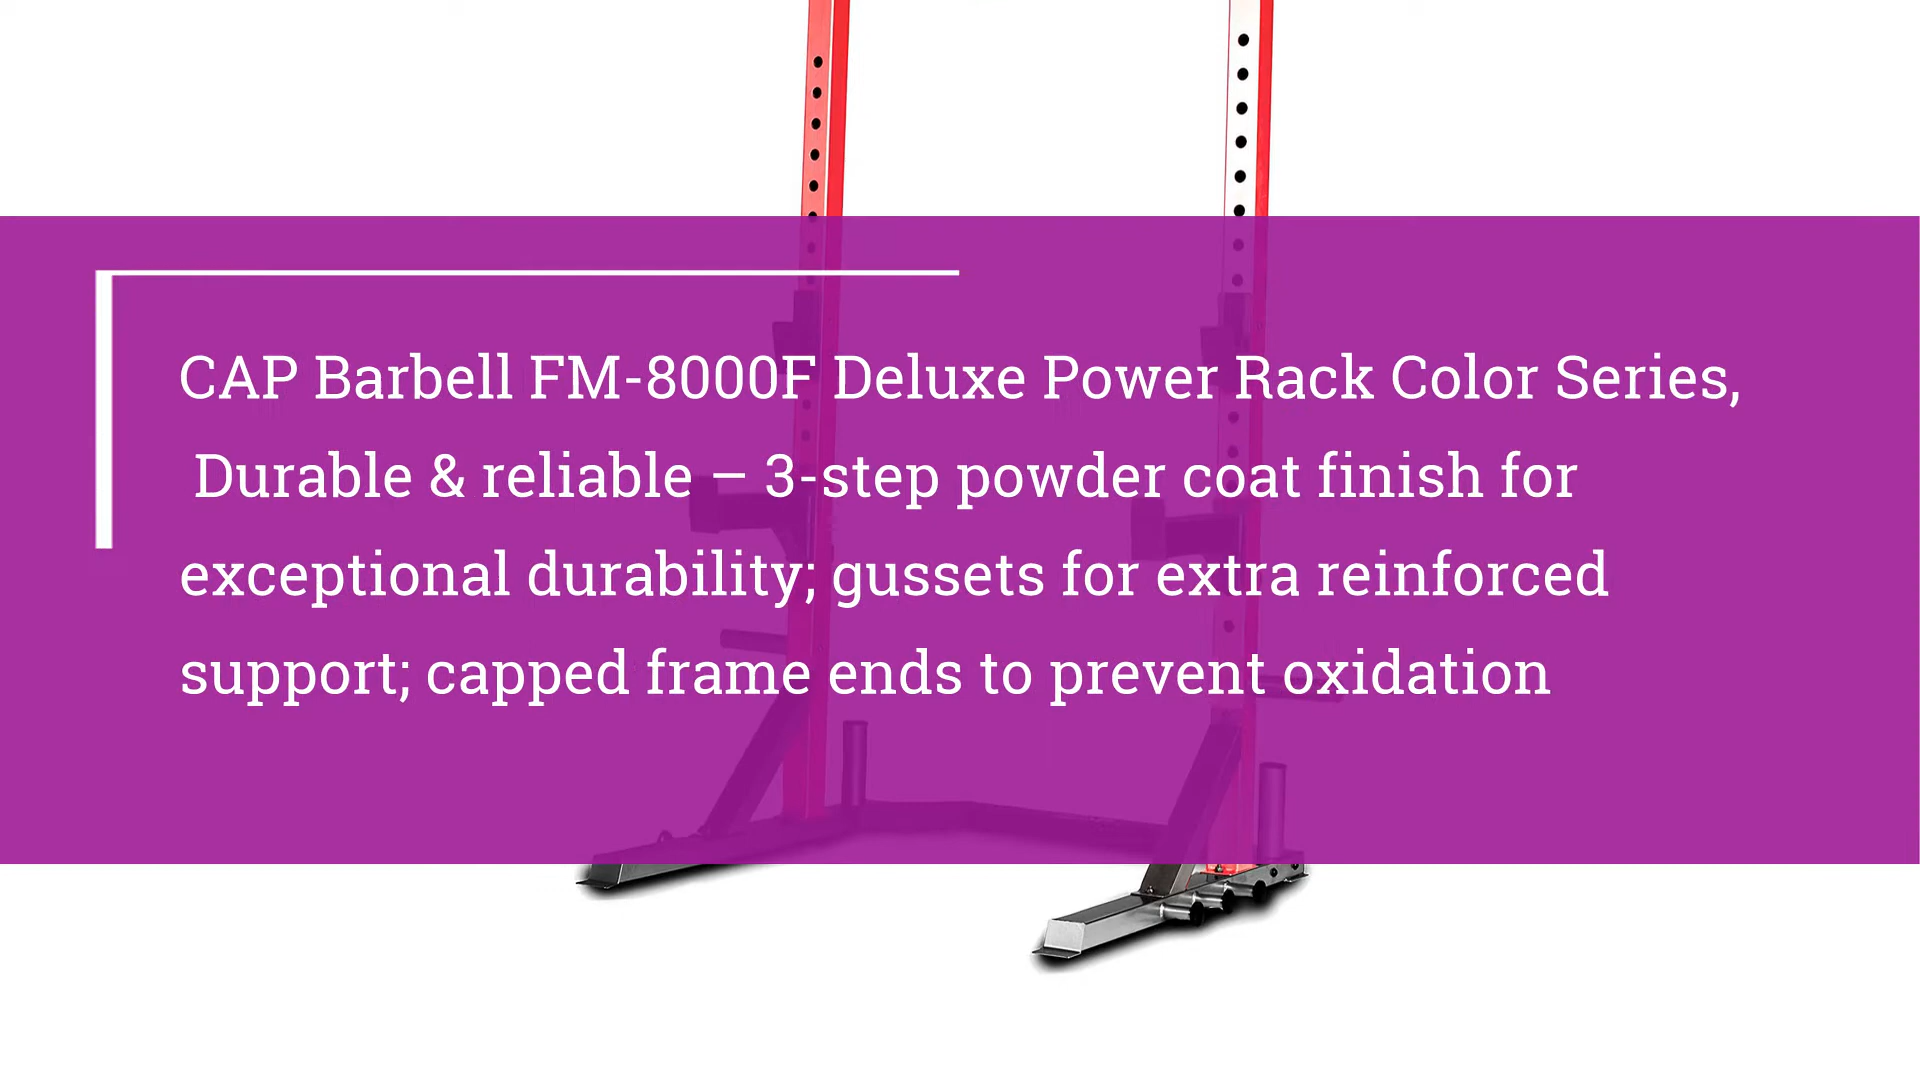 CAP Barbell FM-8000F Deluxe Power Rack Color Series,
Durable & reliable – 3-step powder coat finish for
exceptional durability; gussets for extra reinforced
support; capped frame ends to prevent oxidation